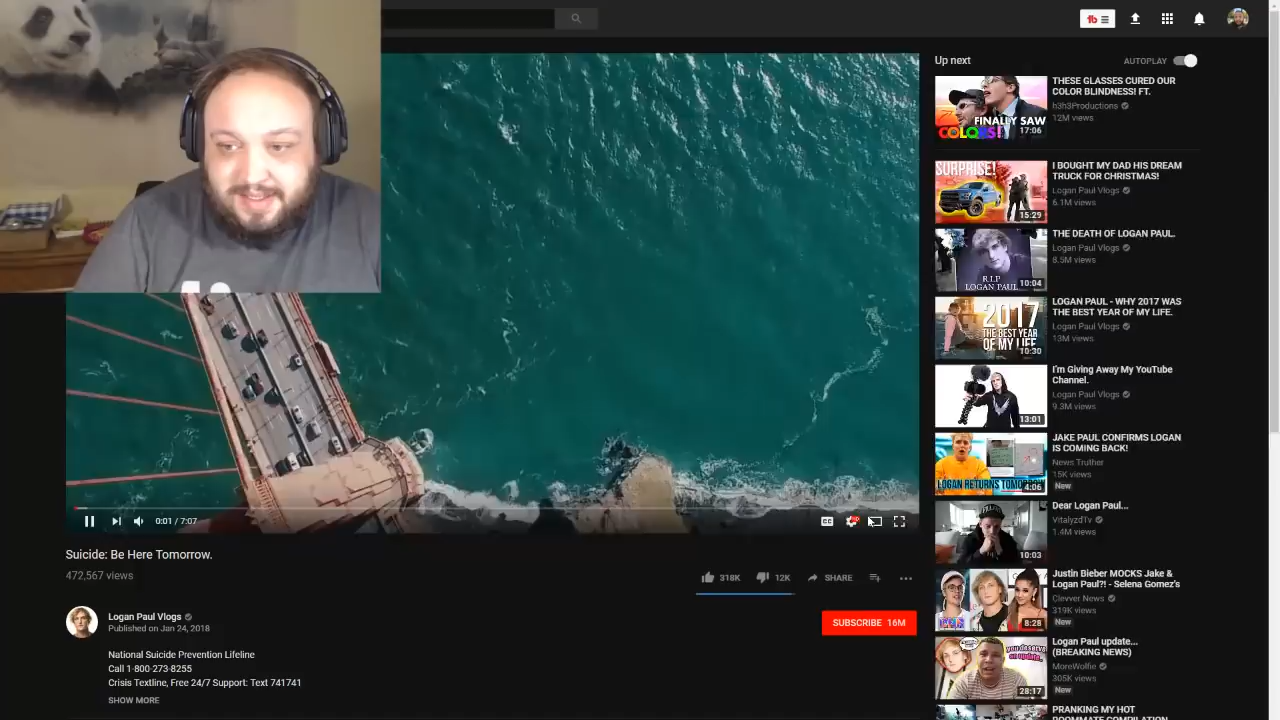 Up next
AUTOPLAY
THESE GLASSES CURED OUR
COLOR BLINDNESS! FT.
h3h3Productions
12M views
FINALLY SAW
COLORS!
17:06
I BOUGHT MY DAD HIS DREAM
TRUCK FOR CHRISTMAS!
Logan Paul Vlogs
6.1M views
SURPRISE!
15:29
THE DEATH OF LOGAN PAUL.
Logan Paul Vlogs
8.5M views
R.I.P
LOGAN PAUL
10:04
LOGAN PAUL - WHY 2017 WAS
THE BEST YEAR OF MY LIFE.
Logan Paul Vlogs
13M views
2017
THE BEST YEAR
OF MY LIFE
10:30
I'm Giving Away My YouTube
Channel.
Logan Paul Vlogs
9.3M views
13:01
JAKE PAUL CONFIRMS LOGAN
IS COMING BACK!
News Truther
15K views
New
LOGAN RETURNS TOMORROW
4:06
Dear Logan Paul...
VitalyzdTv
1.4M views
10:03
Justin Bieber MOCKS Jake &
Logan Paul?! - Selena Gomez's
Clevver News
319K views
New
8:28
Logan Paul update...
(BREAKING NEWS)
MoreWolfie
305K views
New
28:17
PRANKING MY HOT
ROOMMATE COMPILATION
0:01 / 7:07
CC
HD
Suicide: Be Here Tomorrow.
472,567 views
318K
12K
SHARE
Logan Paul Vlogs
Published on Jan 24, 2018
SUBSCRIBE 16M
National Suicide Prevention Lifeline
Call 1-800-273-8255
Crisis Textline, Free 24/7 Support: Text 741741
SHOW MORE